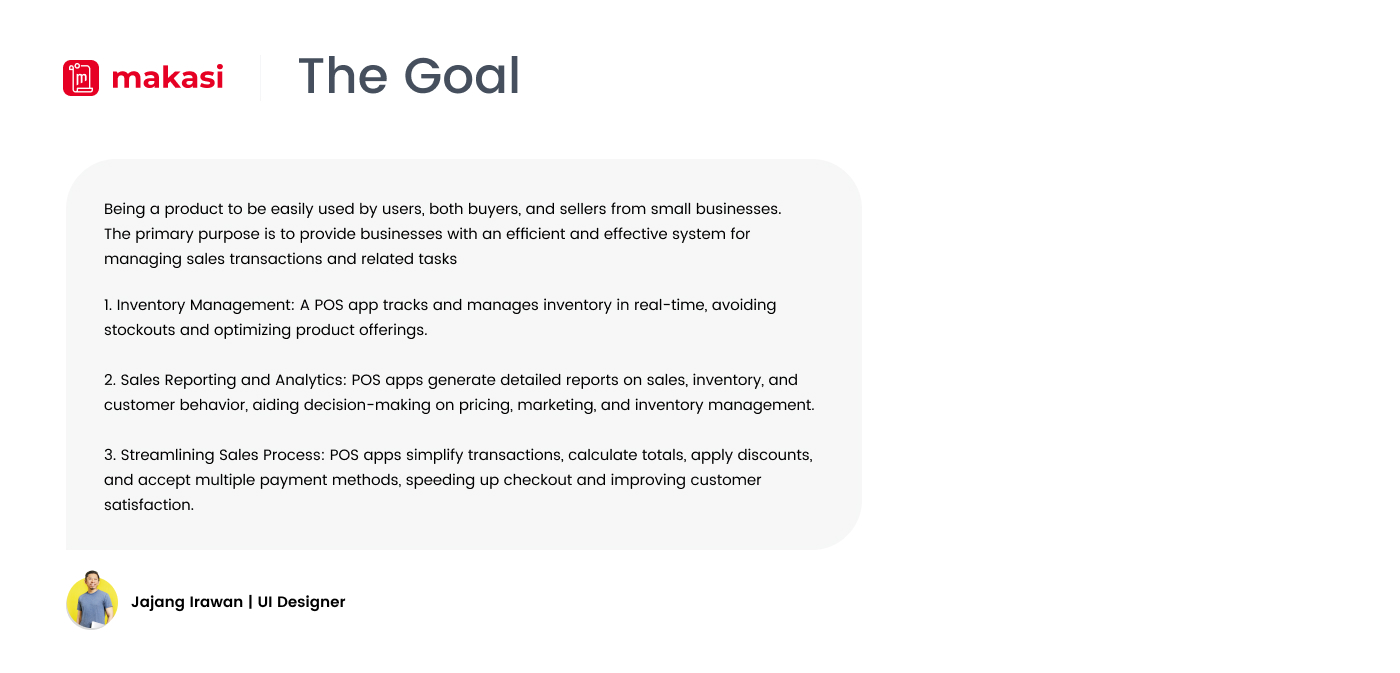 makasi
The Goal
Being a product to be easily used by users, both buyers, and sellers from small businesses.
The primary purpose is to provide businesses with an efficient and effective system for
managing sales transactions and related tasks
1. Inventory Management: A POS app tracks and manages inventory in real-time, avoiding
stockouts and optimizing product offerings.
2. Sales Reporting and Analytics: POS apps generate detailed reports on sales, inventory, and
customer behavior, aiding decision-making on pricing, marketing, and inventory management.
3. Streamlining Sales Process: POS apps simplify transactions, calculate totals, apply discounts,
and accept multiple payment methods, speeding up checkout and improving customer
satisfaction.
Jajang Irawan | UI Designer